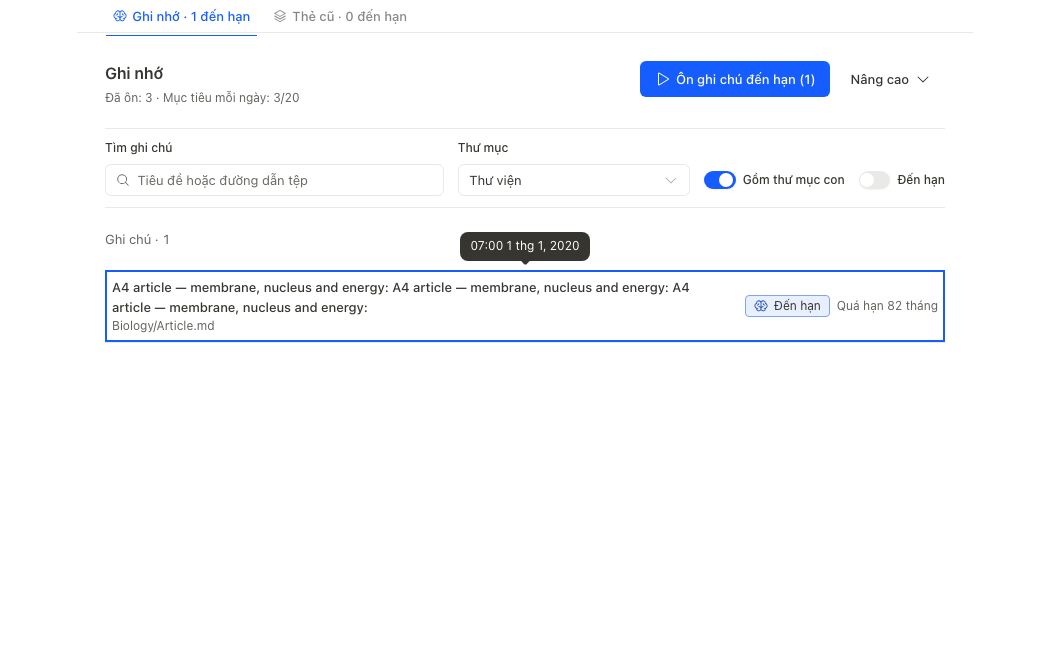 Ghi nhớ · 1 đến hạn
Thẻ cũ · 0 đến hạn
Ghi nhớ
Đã ôn: 3 · Mục tiêu mỗi ngày: 3/20
Ôn ghi chú đến hạn (1)
Nâng cao
Tìm ghi chú
Thư mục
Tiêu đề hoặc đường dẫn tệp
Thư viện
Gồm thư mục con
Đến hạn
Ghi chú · 1
07:00 1 thg 1, 2020
A4 article — membrane, nucleus and energy: A4 article — membrane, nucleus and energy: A4
article — membrane, nucleus and energy:
Biology/Article.md
Đến hạn
Quá hạn 82 tháng